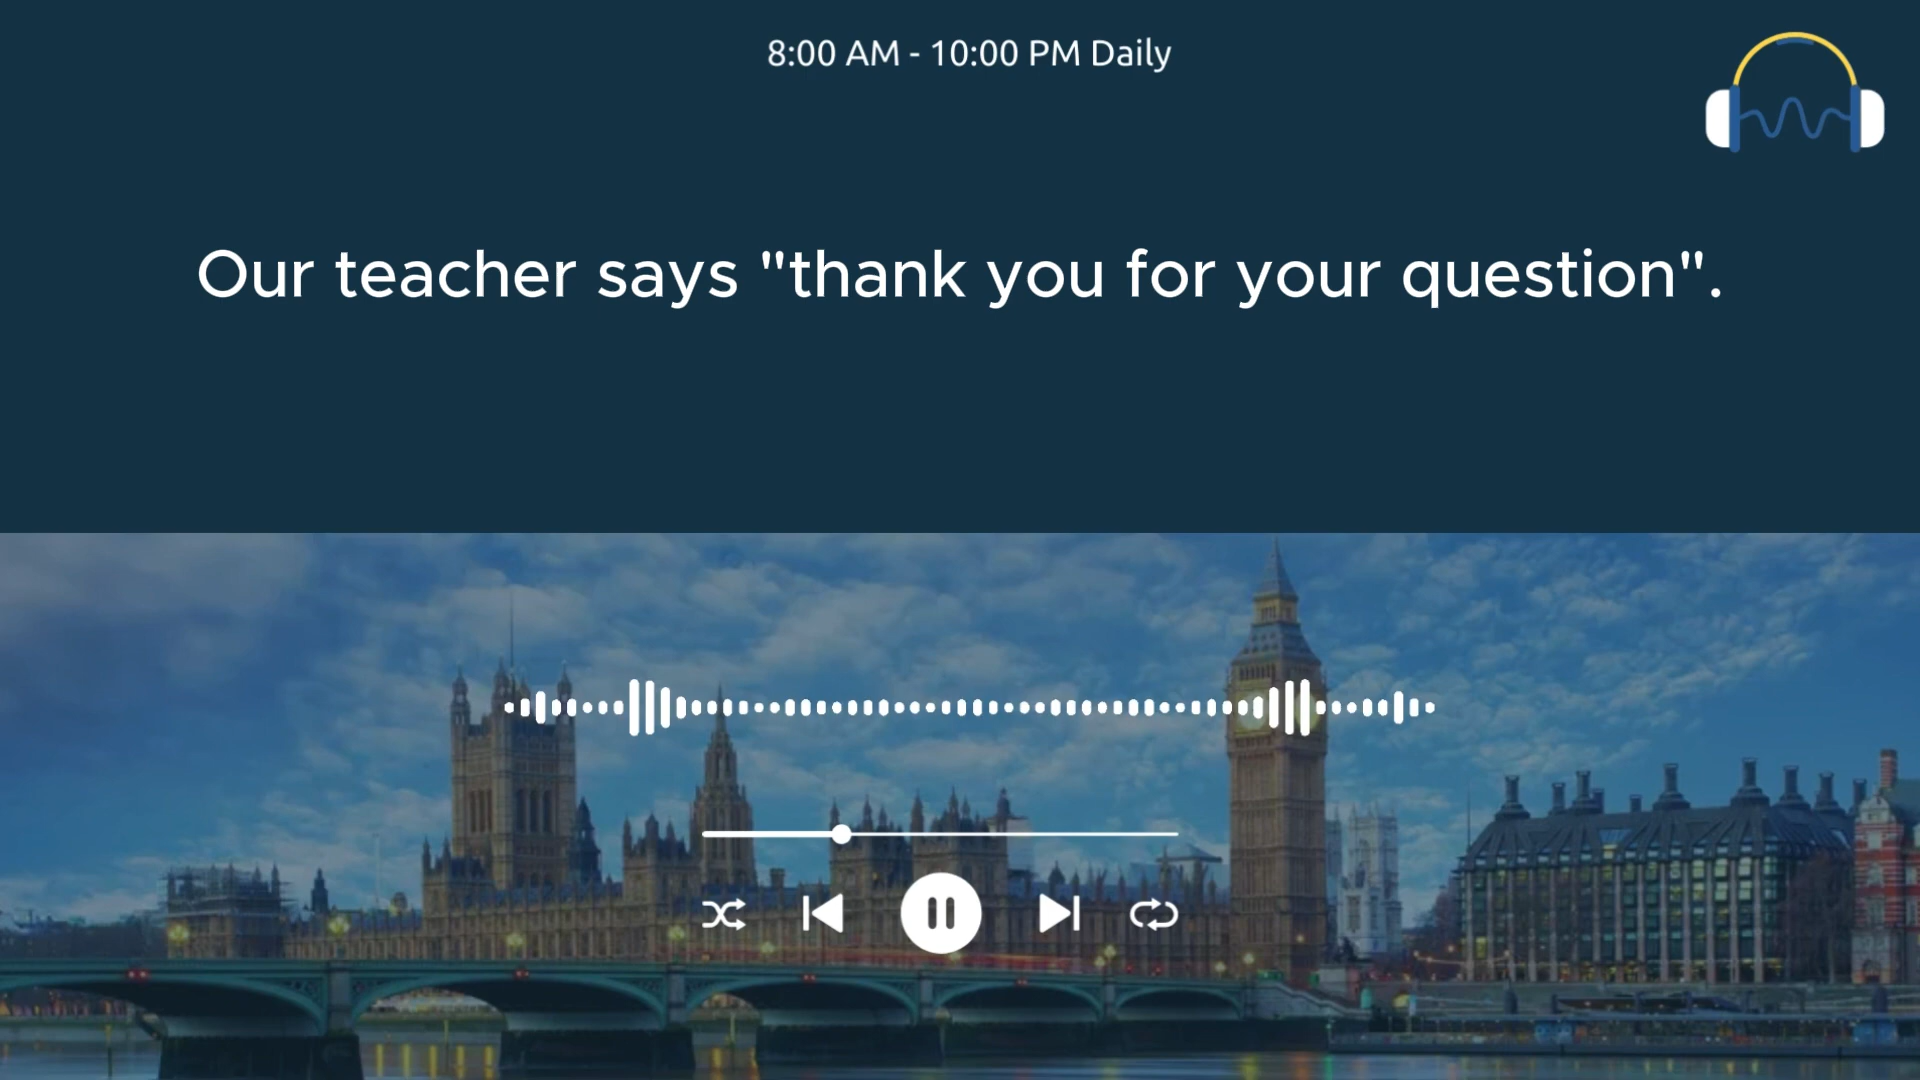 8:00 AM - 10:00 PM Daily
Our teacher says "thank you for your question".